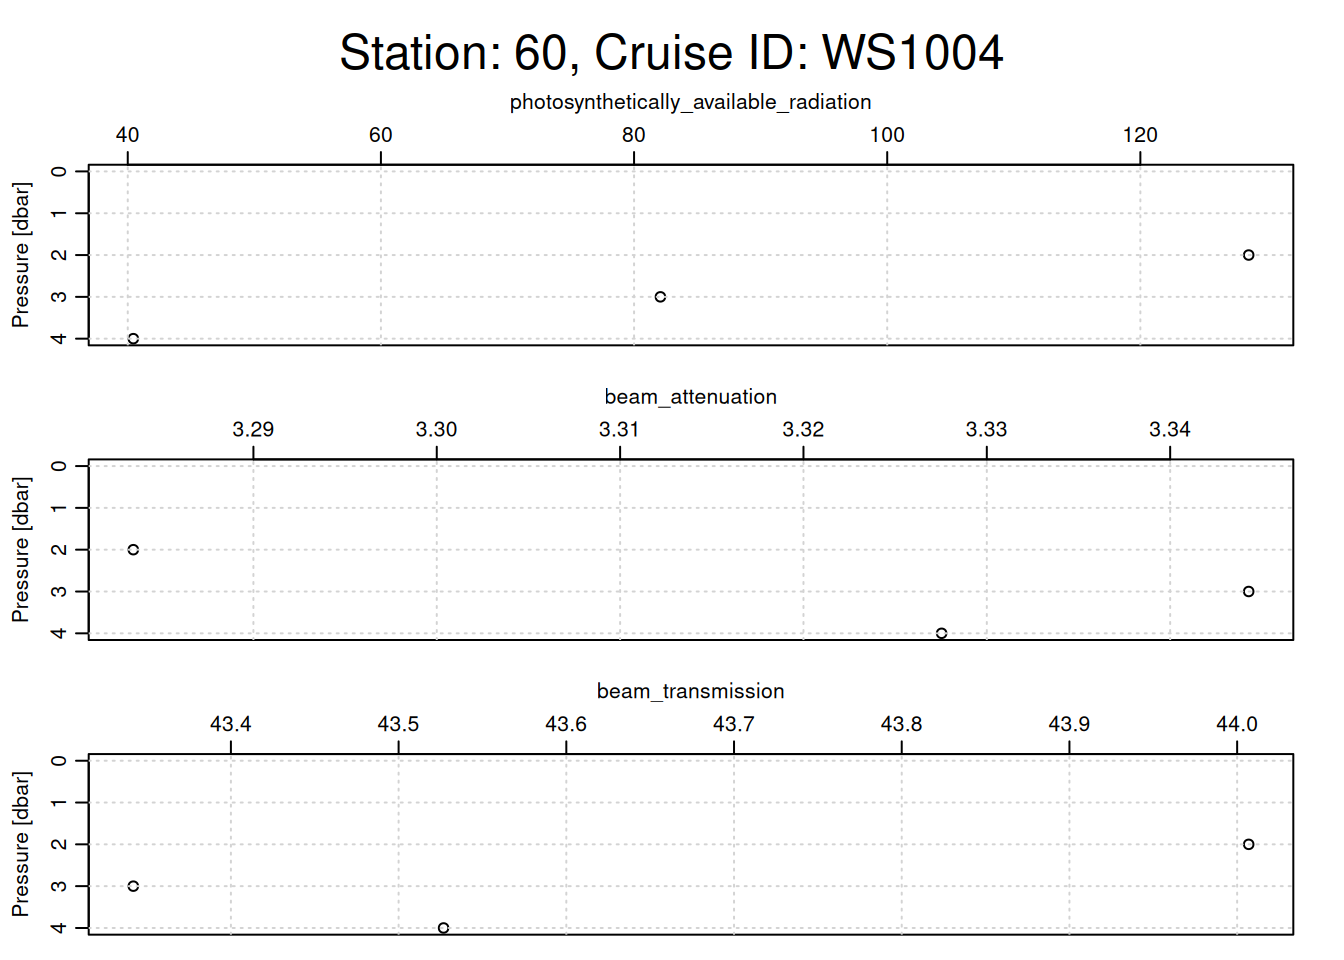 Station: 60, Cruise ID: WS1004
photosynthetically_available_radiation
40 60 80 100 120
Pressure [dbar]
0
1
2
3
4
beam_attenuation
3.29 3.30 3.31 3.32 3.33 3.34
Pressure [dbar]
0
1
2
3
4
beam_transmission
43.4 43.5 43.6 43.7 43.8 43.9 44.0
Pressure [dbar]
0
1
2
3
4